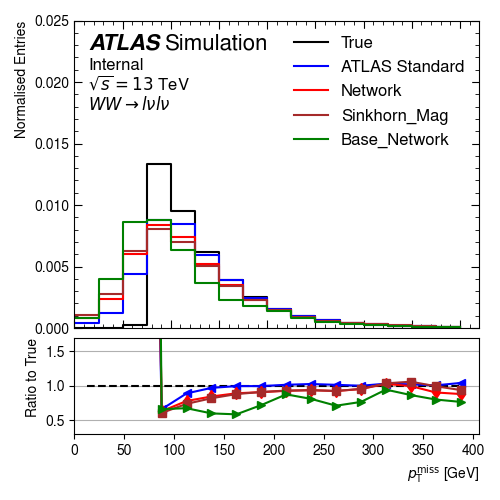 ATLAS Simulation
Internal
√s = 13 TeV
WW → lνlν
True
ATLAS Standard
Network
Sinkhorn_Mag
Base_Network
Normalised Entries
0.025
0.020
0.015
0.010
0.005
0.000
Ratio to True
1.5
1.0
0.5
0 50 100 150 200 250 300 350 400
p_T^miss [GeV]